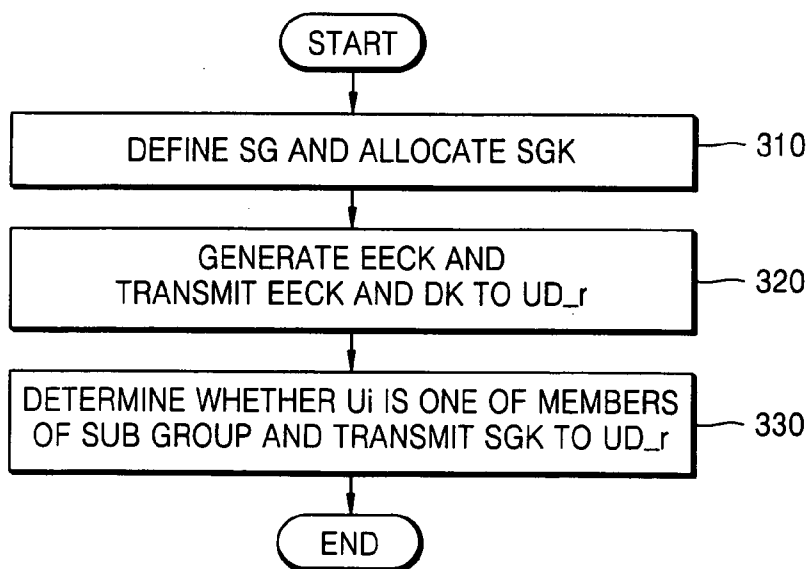 START
DEFINE SG AND ALLOCATE SGK
310
GENERATE EECK AND
TRANSMIT EECK AND DK TO UD_r
320
DETERMINE WHETHER Ui IS ONE OF MEMBERS
OF SUB GROUP AND TRANSMIT SGK TO UD_r
330
END